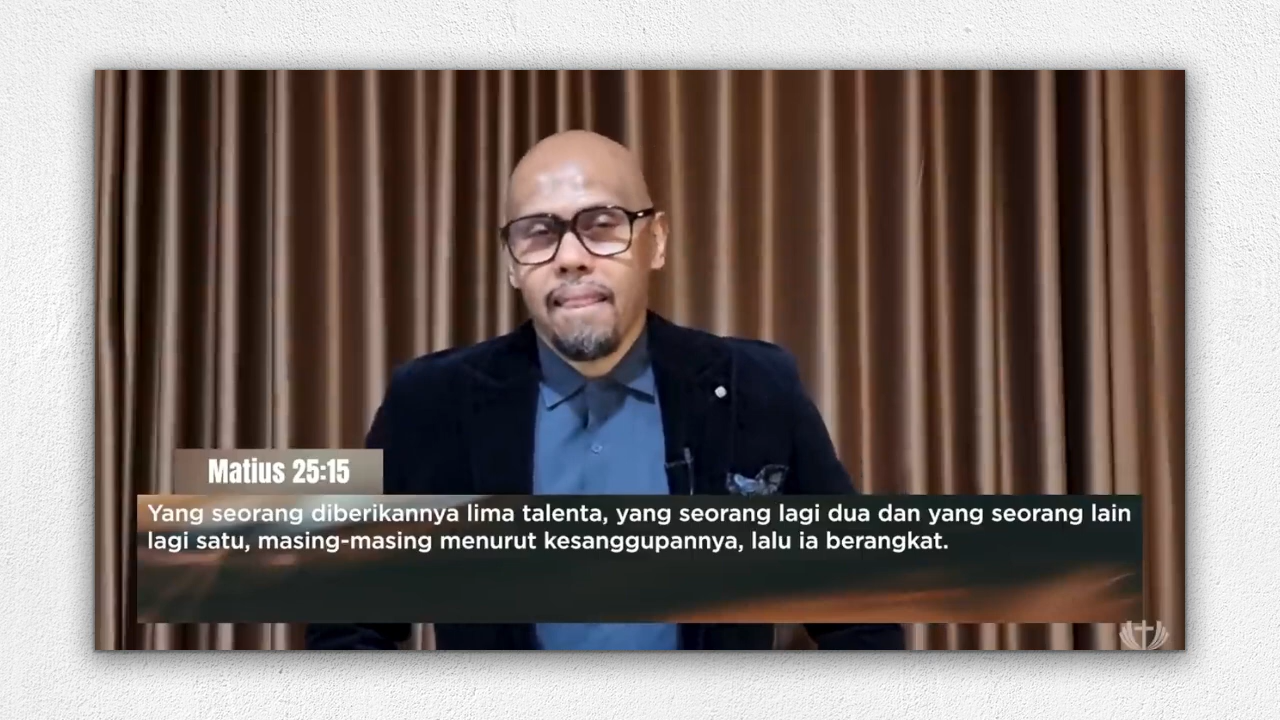 Matius 25:15
Yang seorang diberikannya lima talenta, yang seorang lagi dua dan yang seorang lain
lagi satu, masing-masing menurut kesanggupannya, lalu ia berangkat.